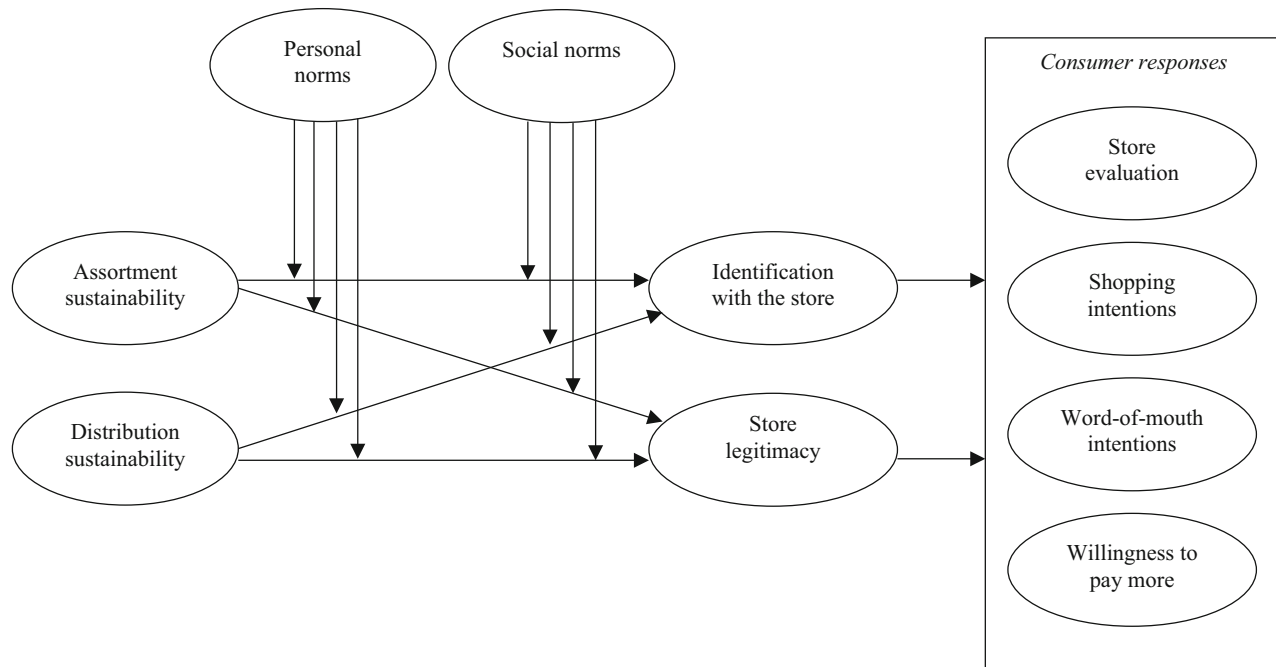 Personal
norms
Social norms
Consumer responses
Store
evaluation
Assortment
sustainability
Identification
with the store
Shopping
intentions
Distribution
sustainability
Store
legitimacy
Word-of-mouth
intentions
Willingness to
pay more